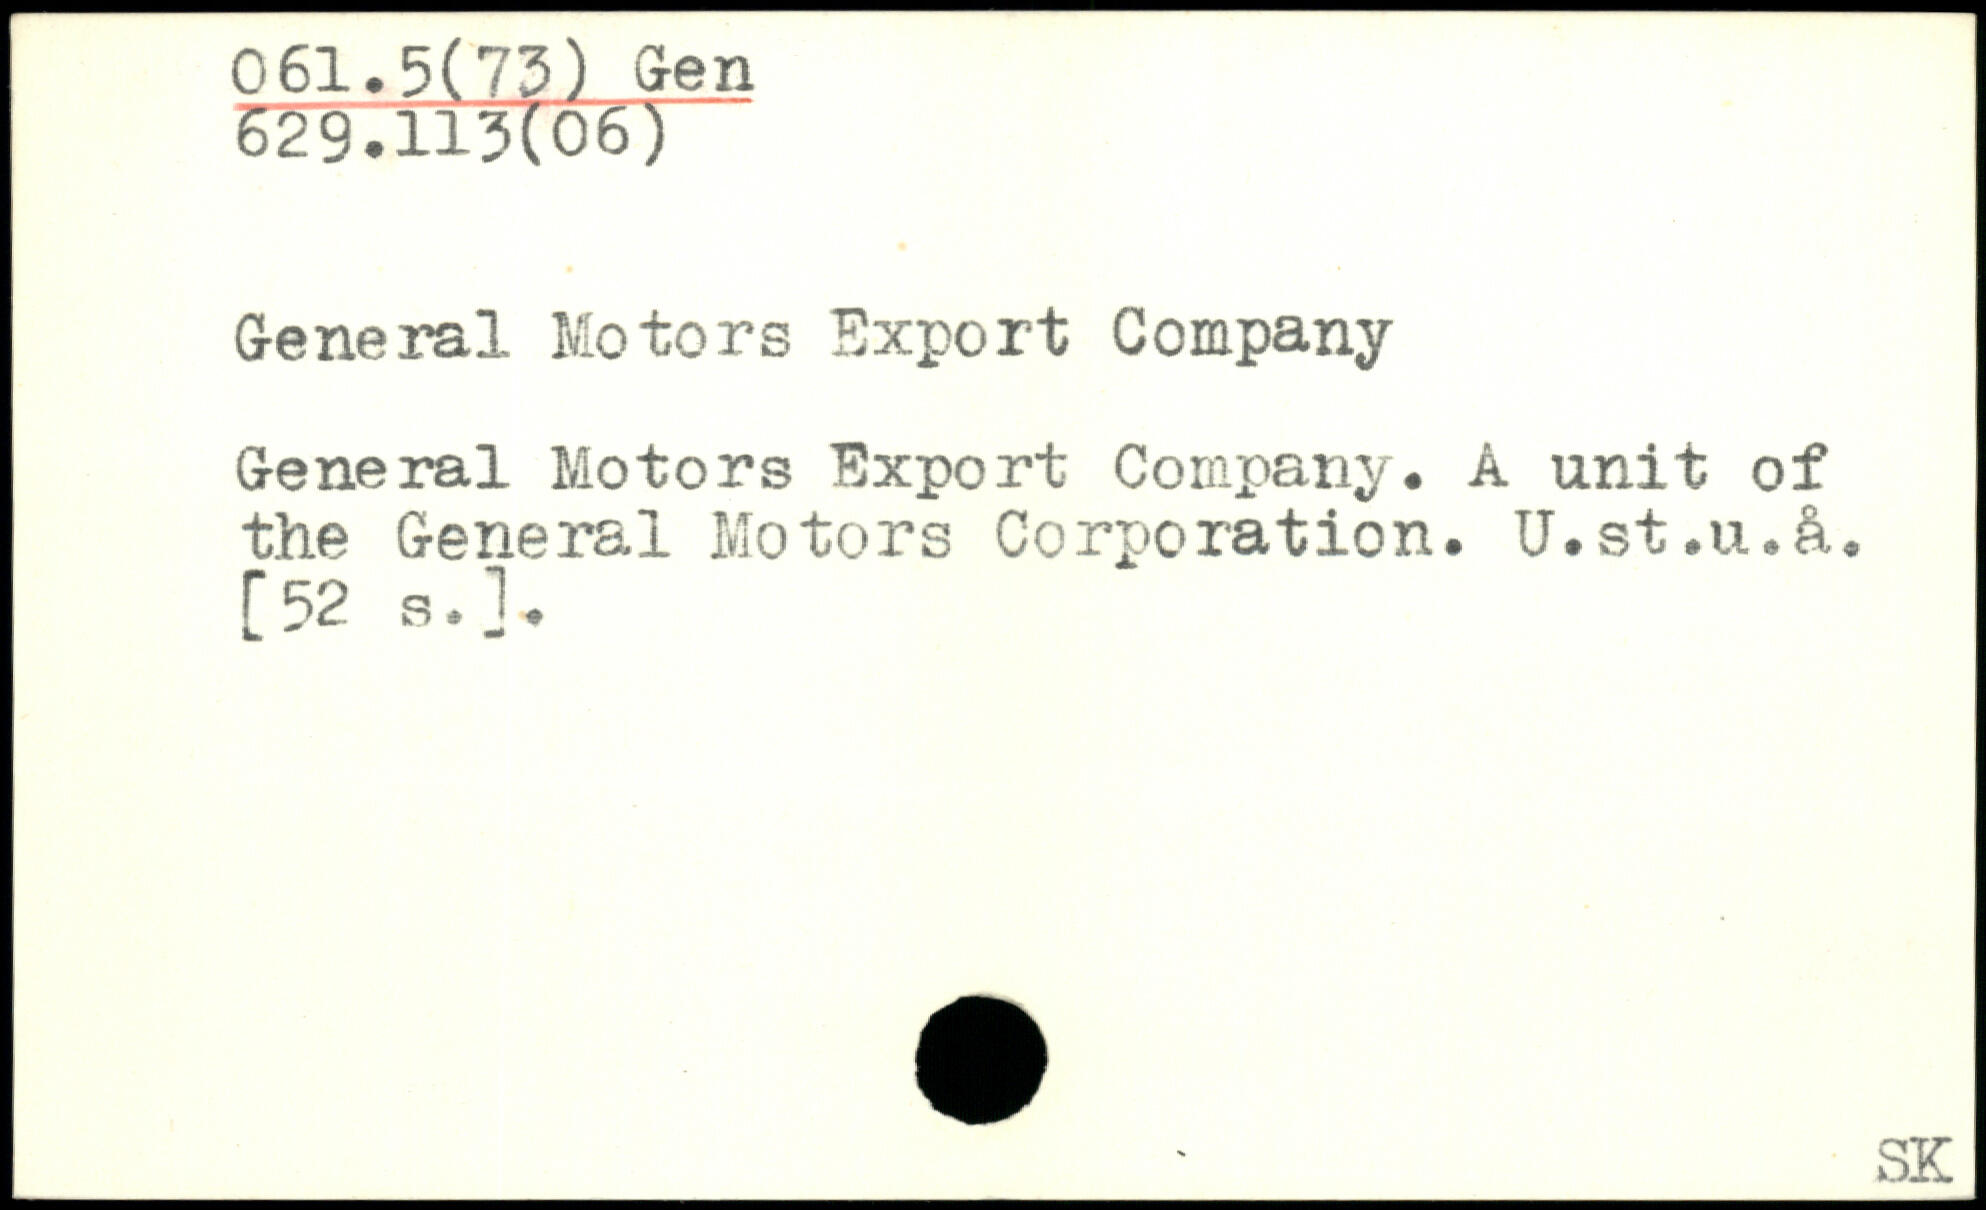 061.5(73) Gen
629.113(06)
General Motors Export Company
General Motors Export Company. A unit of
the General Motors Corporation. U.st.u.å.
[52 s.].
SK